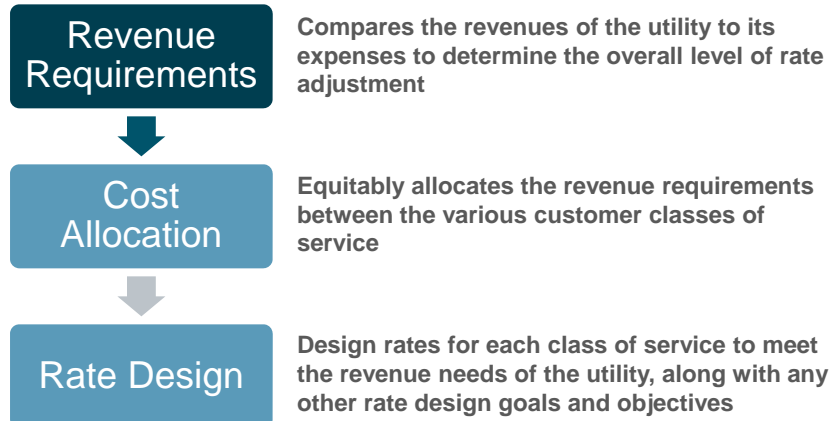 Revenue
Requirements
Compares the revenues of the utility to its
expenses to determine the overall level of rate
adjustment
Cost
Allocation
Equitably allocates the revenue requirements
between the various customer classes of
service
Rate Design
Design rates for each class of service to meet
the revenue needs of the utility, along with any
other rate design goals and objectives